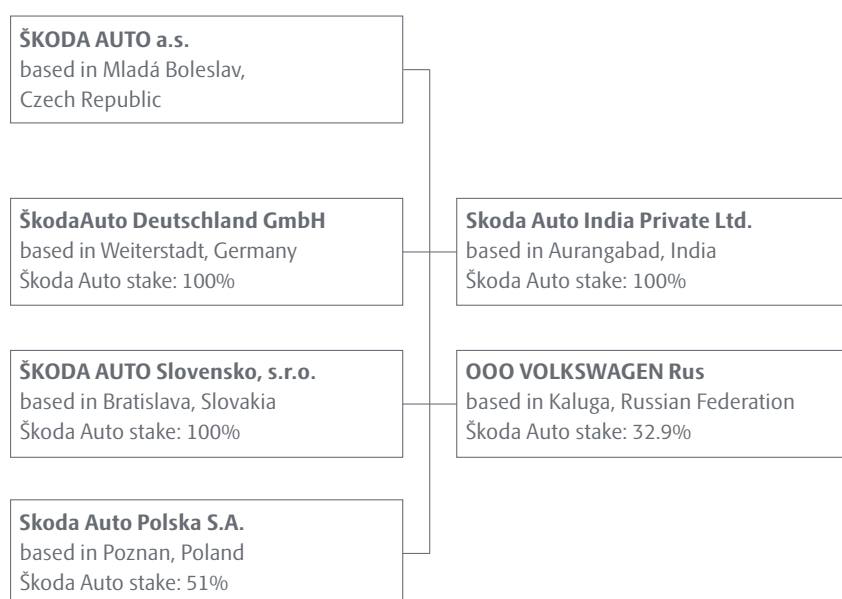 ŠKODA AUTO a.s.
based in Mladá Boleslav,
Czech Republic
ŠkodaAuto Deutschland GmbH
based in Weiterstadt, Germany
Škoda Auto stake: 100%
Skoda Auto India Private Ltd.
based in Aurangabad, India
Škoda Auto stake: 100%
ŠKODA AUTO Slovensko, s.r.o.
based in Bratislava, Slovakia
Škoda Auto stake: 100%
OOO VOLKSWAGEN Rus
based in Kaluga, Russian Federation
Škoda Auto stake: 32.9%
Skoda Auto Polska S.A.
based in Poznan, Poland
Škoda Auto stake: 51%